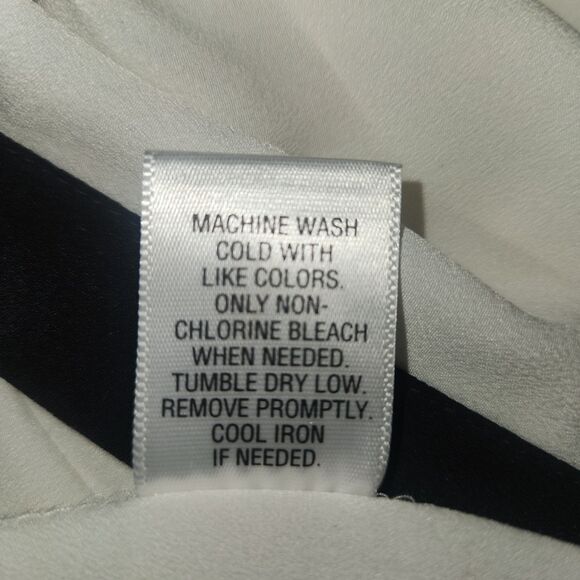 MACHINE WASH
COLD WITH
LIKE COLORS.
ONLY NON-
CHLORINE BLEACH
WHEN NEEDED.
TUMBLE DRY LOW.
REMOVE PROMPTLY.
COOL IRON
IF NEEDED.